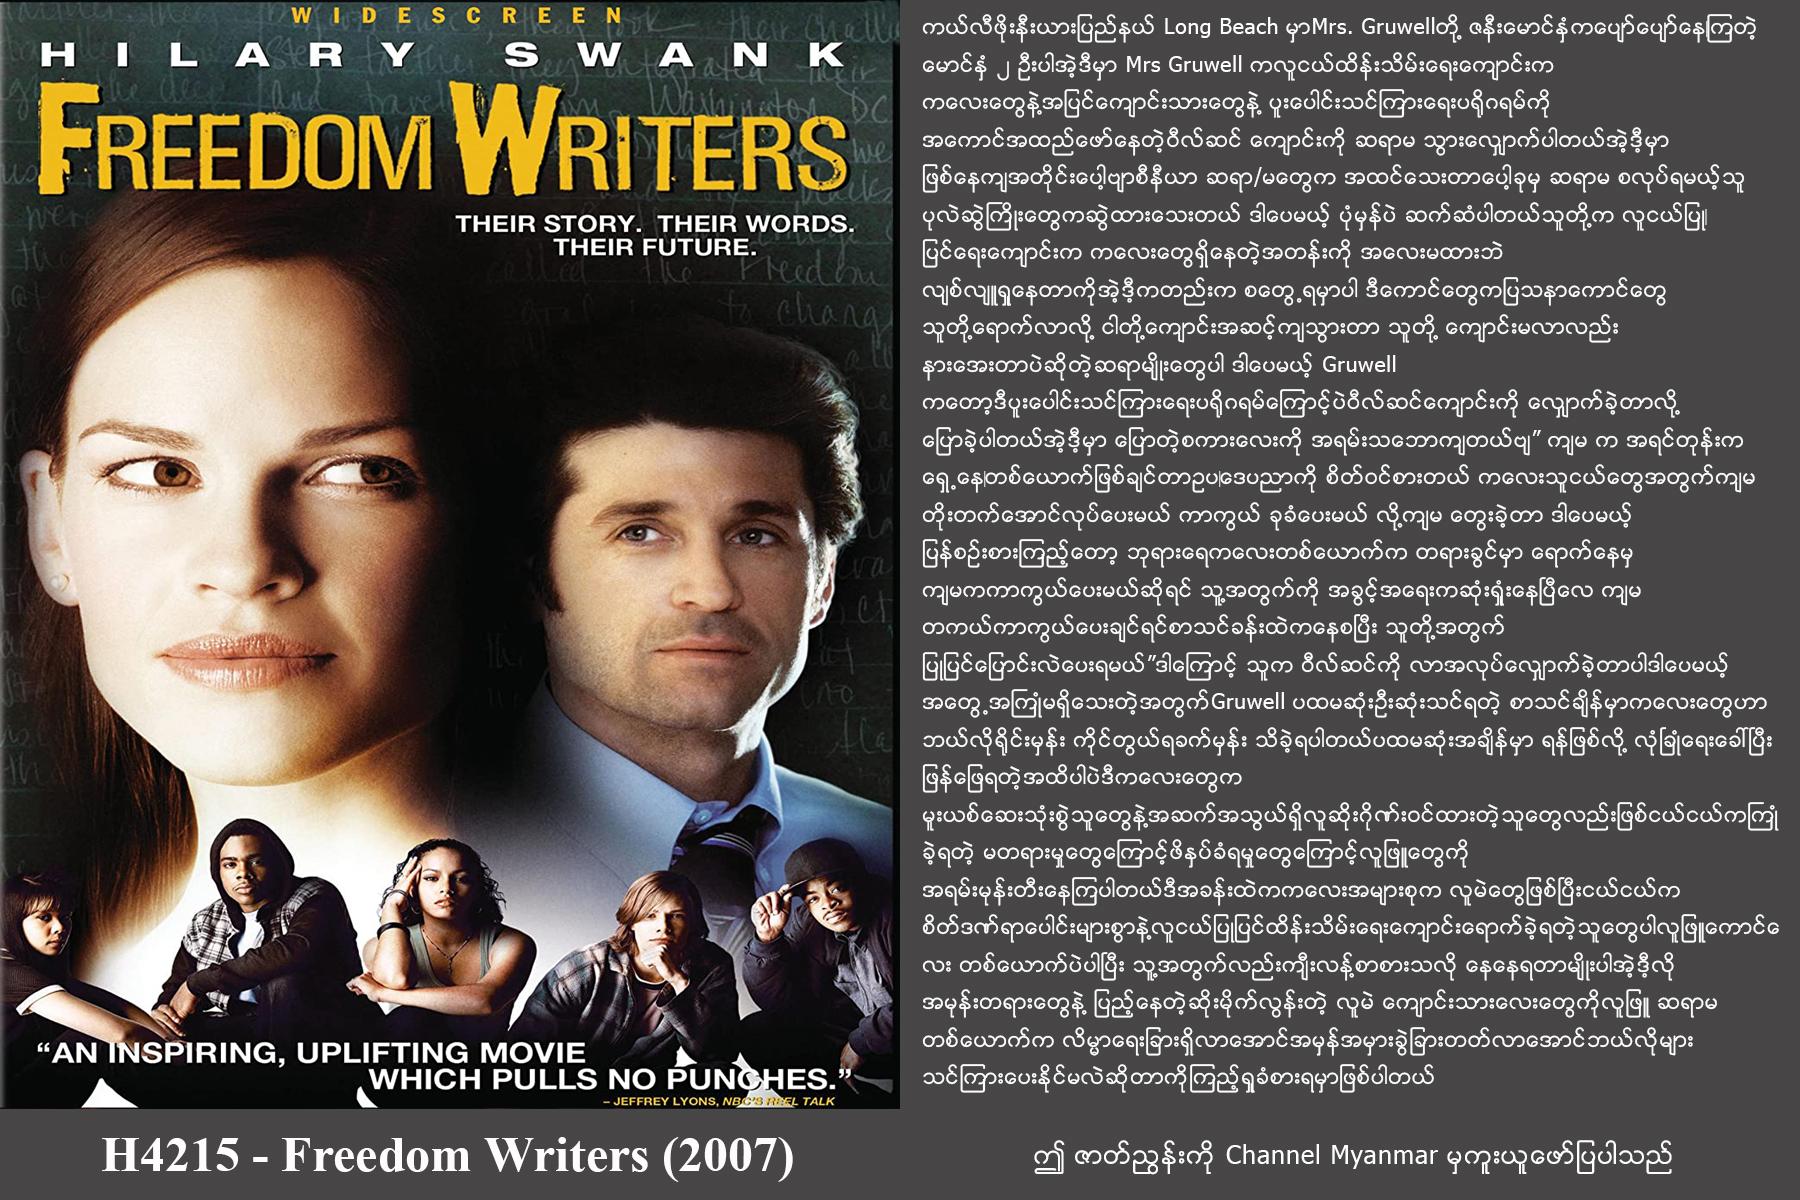 WIDESCREEN
HILARY SWANK
FREEDOM WRITERS
THEIR STORY. THEIR WORDS.
THEIR FUTURE.
“AN INSPIRING, UPLIFTING MOVIE
WHICH PULLS NO PUNCHES.”
– JEFFREY LYONS, NBC'S REEL TALK
H4215 - Freedom Writers (2007)
ကယ်လီဖိုးနီးယားပြည်နယ် Long Beach မှာMrs. Gruwellတို့ ဇနီးမောင်နှံကပျော်ပျော်နေကြတဲ့
မောင်နှံ ၂ ဦးပါအဲ့ဒီမှာ Mrs Gruwell ကလူငယ်ထိန်းသိမ်းရေးကျောင်းက
ကလေးတွေနဲ့အပြင်ကျောင်းသားတွေနဲ့ ပူးပေါင်းသင်ကြားရေးပရိုဂရမ်ကို
အကောင်အထည်ဖော်နေတဲ့ဝီလ်ဆင် ကျောင်းကို ဆရာမ သွားလျှောက်ပါတယ်အဲ့ဒီ့မှာ
ဖြစ်နေကျအတိုင်းပေါ့ဗျာစီနီယာ ဆရာ/မတွေက အထင်သေးတာပေါ့ခုမှ ဆရာမ စလုပ်ရမယ့်သူ
ပုလဲဆွဲကြိုးတွေကဆွဲထားသေးတယ် ဒါပေမယ့် ပုံမှန်ပဲ ဆက်ဆံပါတယ်သူတို့က လူငယ်ပြု
ပြင်ရေးကျောင်းက ကလေးတွေရှိနေတဲ့အတန်းကို အလေးမထားဘဲ
လျစ်လျူရှုနေတာကိုအဲ့ဒီ့ကတည်းက စတွေ့ရမှာပါ ဒီကောင်တွေကပြသနာကောင်တွေ
သူတို့ရောက်လာလို့ ငါတို့ကျောင်းအဆင့်ကျသွားတာ သူတို့ ကျောင်းမလာလည်း
နားအေးတာပဲဆိုတဲ့ဆရာမျိုးတွေပါ ဒါပေမယ့် Gruwell
ကတော့ဒီပူးပေါင်းသင်ကြားရေးပရိုဂရမ်ကြောင့်ပဲဝီလ်ဆင်ကျောင်းကို လျှောက်ခဲ့တာလို့
ပြောခဲ့ပါတယ်အဲ့ဒီ့မှာ ပြောတဲ့စကားလေးကို အရမ်းသဘောကျတယ်ဗျ” ကျမ က အရင်တုန်းက
ရှေ့နေတစ်ယောက်ဖြစ်ချင်တာဥပဒေပညာကို စိတ်ဝင်စားတယ် ကလေးသူငယ်တွေအတွက်ကျမ
တိုးတက်အောင်လုပ်ပေးမယ် ကာကွယ် ခုခံပေးမယ် လို့ကျမ တွေးခဲ့တာ ဒါပေမယ့်
ပြန်စဉ်းစားကြည့်တော့ ဘုရားရေကလေးတစ်ယောက်က တရားခွင်မှာ ရောက်နေမှ
ကျမကကာကွယ်ပေးမယ်ဆိုရင် သူ့အတွက်ကို အခွင့်အရေးကဆုံးရှုံးနေပြီလေ ကျမ
တကယ်ကာကွယ်ပေးချင်ရင်စာသင်ခန်းထဲကနေစပြီး သူတို့အတွက်
ပြုပြင်ပြောင်းလဲပေးရမယ်”ဒါကြောင့် သူက ဝီလ်ဆင်ကို လာအလုပ်လျှောက်ခဲ့တာပါဒါပေမယ့်
အတွေ့အကြုံမရှိသေးတဲ့အတွက်Gruwell ပထမဆုံးဦးဆုံးသင်ရတဲ့ စာသင်ချိန်မှာကလေးတွေဟာ
ဘယ်လိုရိုင်းမှန်း ကိုင်တွယ်ရခက်မှန်း သိခဲ့ရပါတယ်ပထမဆုံးအချိန်မှာ ရန်ဖြစ်လို့ လုံခြုံရေးခေါ်ပြီး
ဖြန်ဖြေရတဲ့အထိပါပဲဒီကလေးတွေက
မူးယစ်ဆေးသုံးစွဲသူတွေနဲ့အဆက်အသွယ်ရှိလူဆိုးဂိုဏ်းဝင်ထားတဲ့သူတွေလည်းဖြစ်ငယ်ငယ်ကကြုံ
ခဲ့ရတဲ့ မတရားမှုတွေကြောင့်ဖိနှပ်ခံရမှုတွေကြောင့်လူဖြူတွေကို
အရမ်းမုန်းတီးနေကြပါတယ်ဒီအခန်းထဲကကလေးအများစုက လူမဲတွေဖြစ်ပြီးငယ်ငယ်က
စိတ်ဒဏ်ရာပေါင်းများစွာနဲ့လူငယ်ပြုပြင်ထိန်းသိမ်းရေးကျောင်းရောက်ခဲ့ရတဲ့သူတွေပါလူဖြူကောင်လေ
လး တစ်ယောက်ပဲပါပြီး သူ့အတွက်လည်းကျီးလန့်စာစားသလို နေနေရတာမျိုးပါအဲ့ဒီ့လို
အမုန်းတရားတွေနဲ့ ပြည့်နေတဲ့ဆိုးမိုက်လွန်းတဲ့ လူမဲ ကျောင်းသားလေးတွေကိုလူဖြူ ဆရာမ
တစ်ယောက်က လိမ္မာရေးခြားရှိလာအောင်အမှန်အမှားခွဲခြားတတ်လာအောင်ဘယ်လိုများ
သင်ကြားပေးနိုင်မလဲဆိုတာကိုကြည့်ရှုခံစားရမှာဖြစ်ပါတယ်
ဤ ဇာတ်ညွှန်းကို Channel Myanmar မှကူးယူဖော်ပြပါသည်